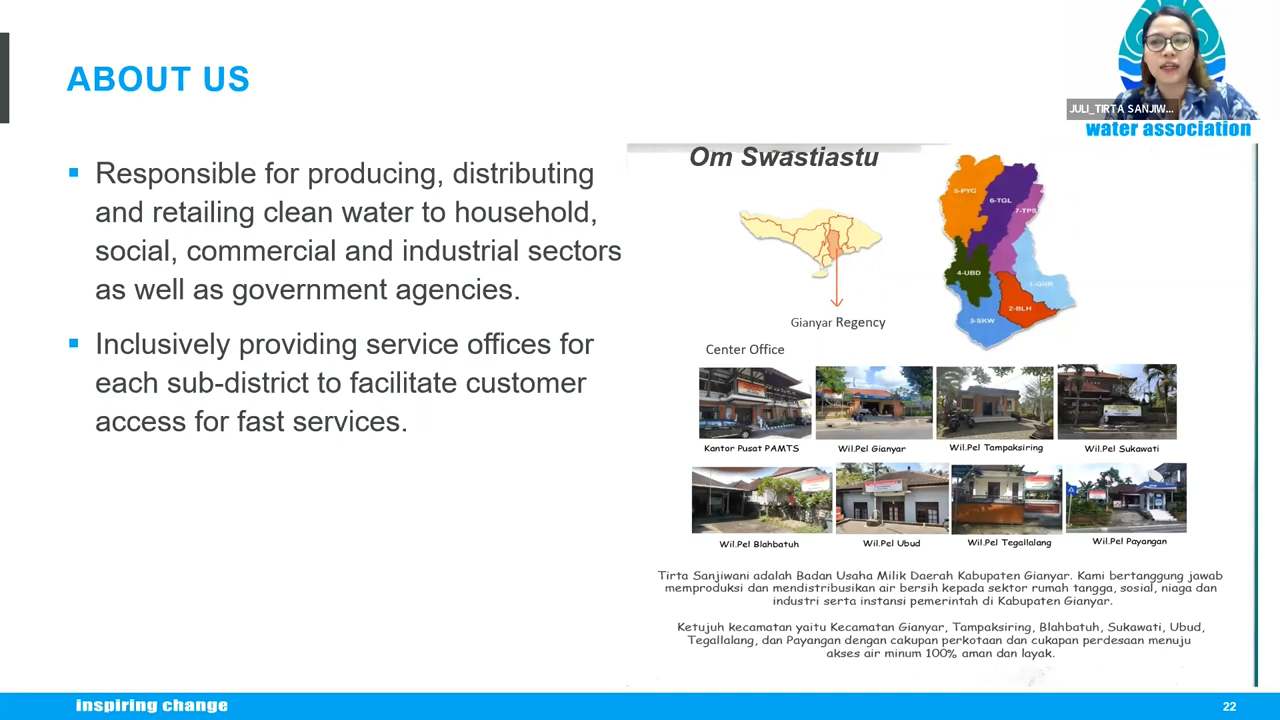 ABOUT US
JULI_TIRTA SANJIW...
water association
Responsible for producing, distributing
and retailing clean water to household,
social, commercial and industrial sectors
as well as government agencies.
Inclusively providing service offices for
each sub-district to facilitate customer
access for fast services.
Om Swastiastu
Gianyar Regency
5-PYG
6-TGL
7-TPS
4-UBD
1-GNR
2-BLH
3-SKW
Center Office
Kantor Pusat PAMTS
Wil.Pel Gianyar
Wil.Pel Tampaksiring
Wil.Pel Sukawati
Wil.Pel Blahbatuh
Wil.Pel Ubud
Wil.Pel Tegallalang
Wil.Pel Payangan
Tirta Sanjiwani adalah Badan Usaha Milik Daerah Kabupaten Gianyar. Kami bertanggung jawab
memproduksi dan mendistribusikan air bersih kepada sektor rumah tangga, sosial, niaga dan
industri serta instansi pemerintah di Kabupaten Gianyar.
Ketujuh kecamatan yaitu Kecamatan Gianyar, Tampaksiring, Blahbatuh, Sukawati, Ubud,
Tegallalang, dan Payangan dengan cakupan perkotaan dan cukapan perdesaan menuju
akses air minum 100% aman dan layak.
inspiring change
22